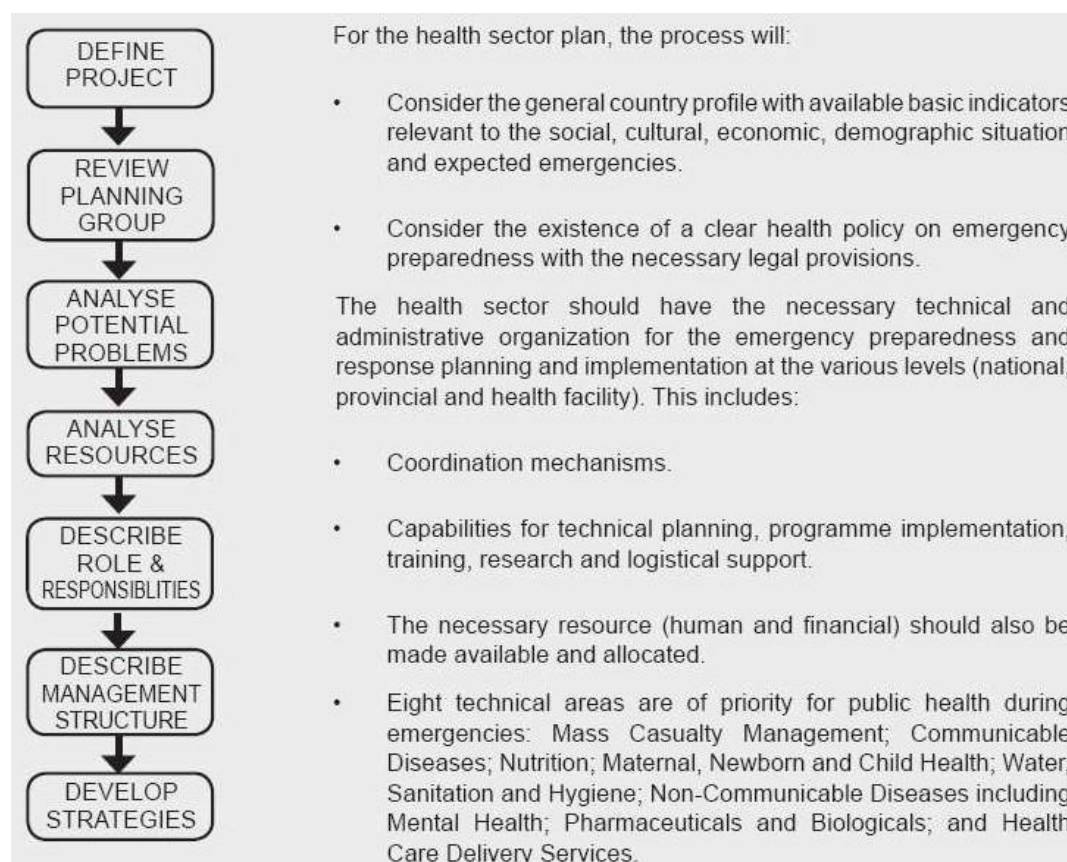 DEFINE
PROJECT
REVIEW
PLANNING
GROUP
ANALYSE
POTENTIAL
PROBLEMS
ANALYSE
RESOURCES
DESCRIBE
ROLE &
RESPONSIBLITIES
DESCRIBE
MANAGEMENT
STRUCTURE
DEVELOP
STRATEGIES
For the health sector plan, the process will:
• Consider the general country profile with available basic indicators
relevant to the social, cultural, economic, demographic situation
and expected emergencies.
• Consider the existence of a clear health policy on emergency
preparedness with the necessary legal provisions.
The health sector should have the necessary technical and
administrative organization for the emergency preparedness and
response planning and implementation at the various levels (national,
provincial and health facility). This includes:
• Coordination mechanisms.
• Capabilities for technical planning, programme implementation,
training, research and logistical support.
• The necessary resource (human and financial) should also be
made available and allocated.
• Eight technical areas are of priority for public health during
emergencies: Mass Casualty Management; Communicable
Diseases; Nutrition; Maternal, Newborn and Child Health; Water,
Sanitation and Hygiene; Non-Communicable Diseases including
Mental Health; Pharmaceuticals and Biologicals; and Health
Care Delivery Services.